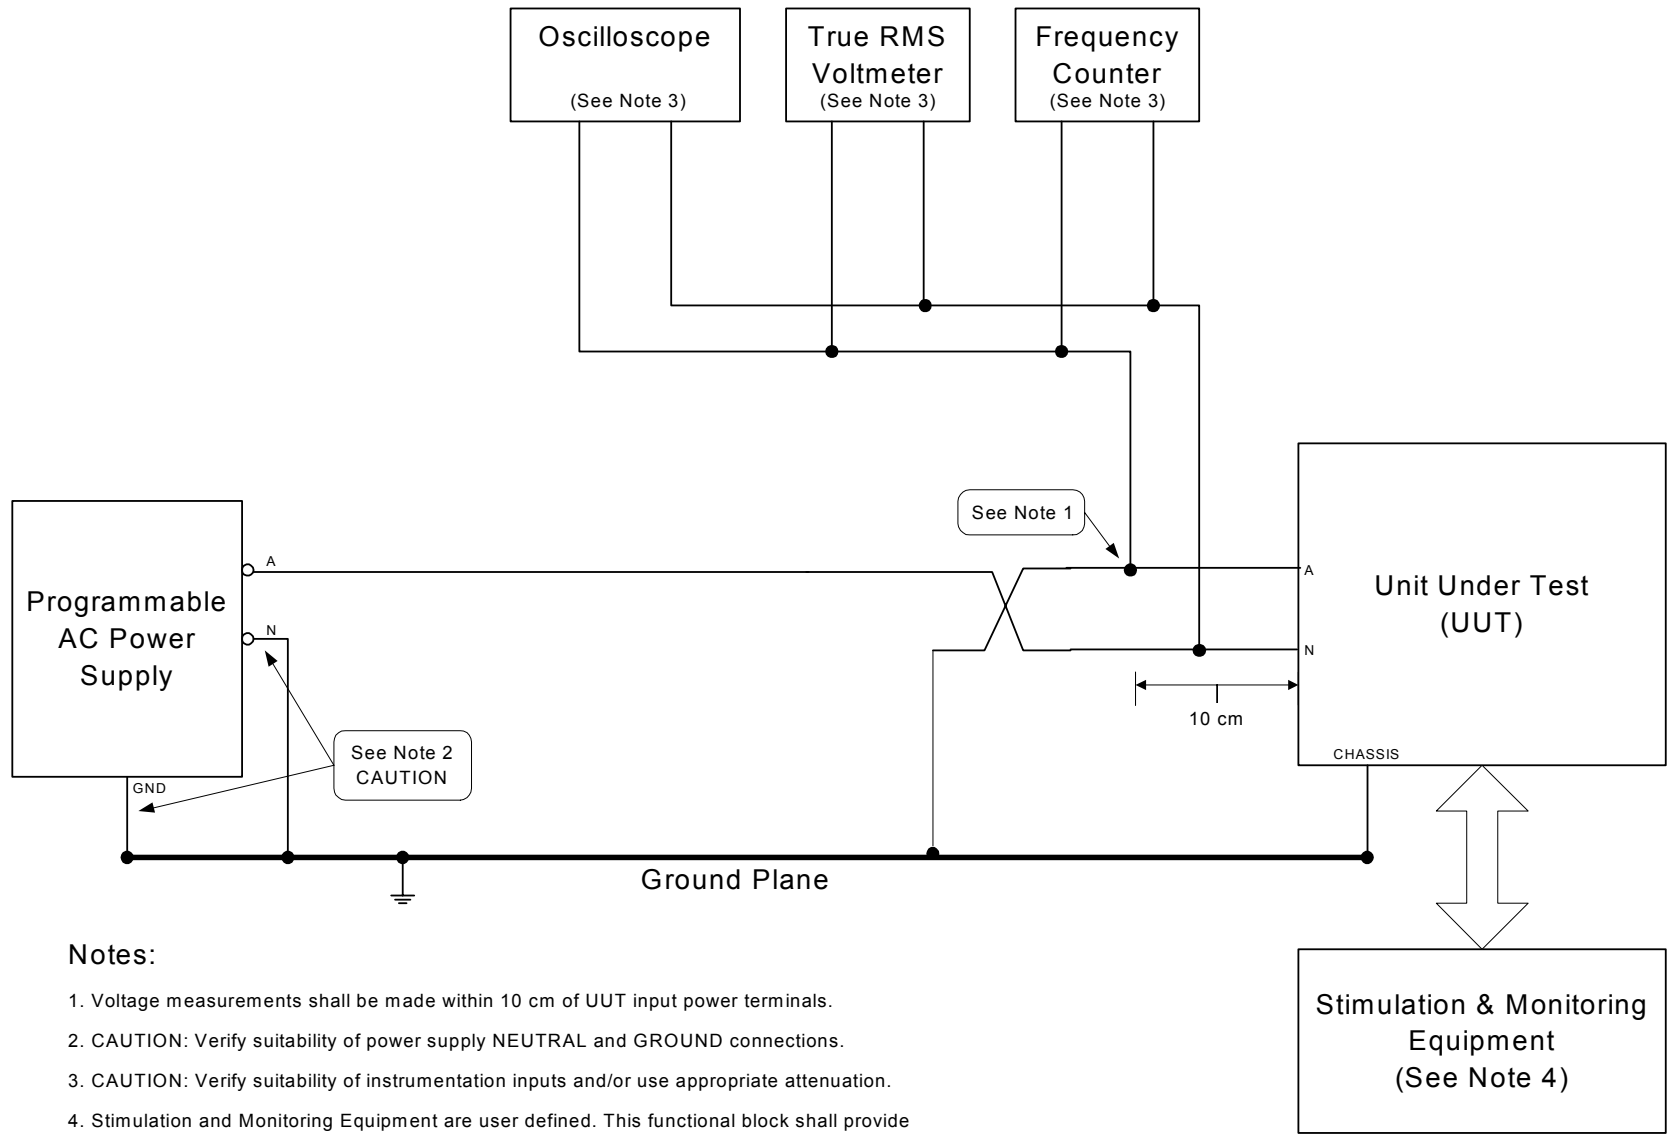 Oscilloscope
(See Note 3)
True RMS
Voltmeter
(See Note 3)
Frequency
Counter
(See Note 3)
See Note 1
Programmable
AC Power
Supply
A
N
GND
See Note 2
CAUTION
A
N
Unit Under Test
(UUT)
10 cm
CHASSIS
Ground Plane
Stimulation & Monitoring
Equipment
(See Note 4)
Notes:
1. Voltage measurements shall be made within 10 cm of UUT input power terminals.
2. CAUTION: Verify suitability of power supply NEUTRAL and GROUND connections.
3. CAUTION: Verify suitability of instrumentation inputs and/or use appropriate attenuation.
4. Stimulation and Monitoring Equipment are user defined. This functional block shall provide